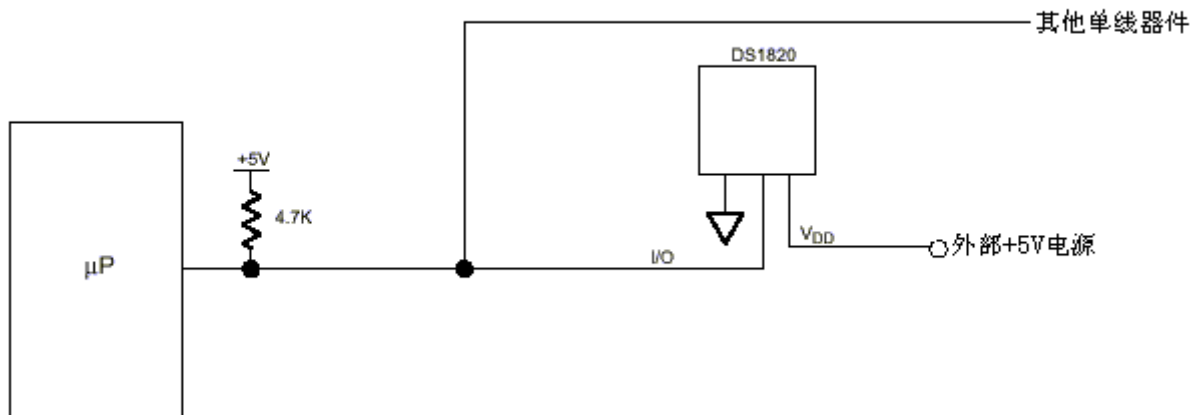 其他单线器件
DS1820
+5V
4.7K
μP
I/O
VDD
外部+5V电源